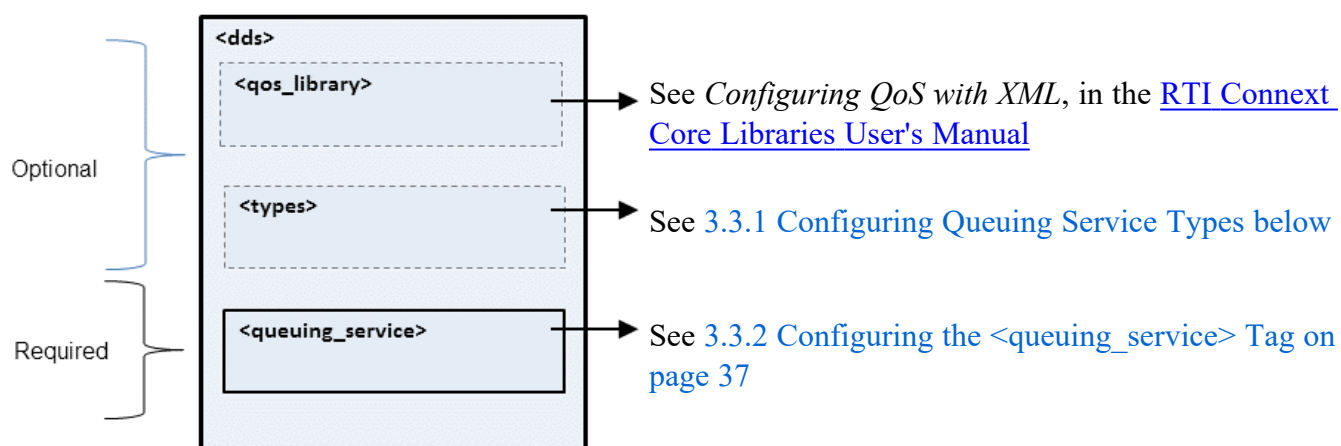 <dds>
<qos_library>
See Configuring QoS with XML, in the RTI Connext
Core Libraries User's Manual
Optional
<types>
See 3.3.1 Configuring Queuing Service Types below
Required
<queuing_service>
See 3.3.2 Configuring the <queuing_service> Tag on
page 37